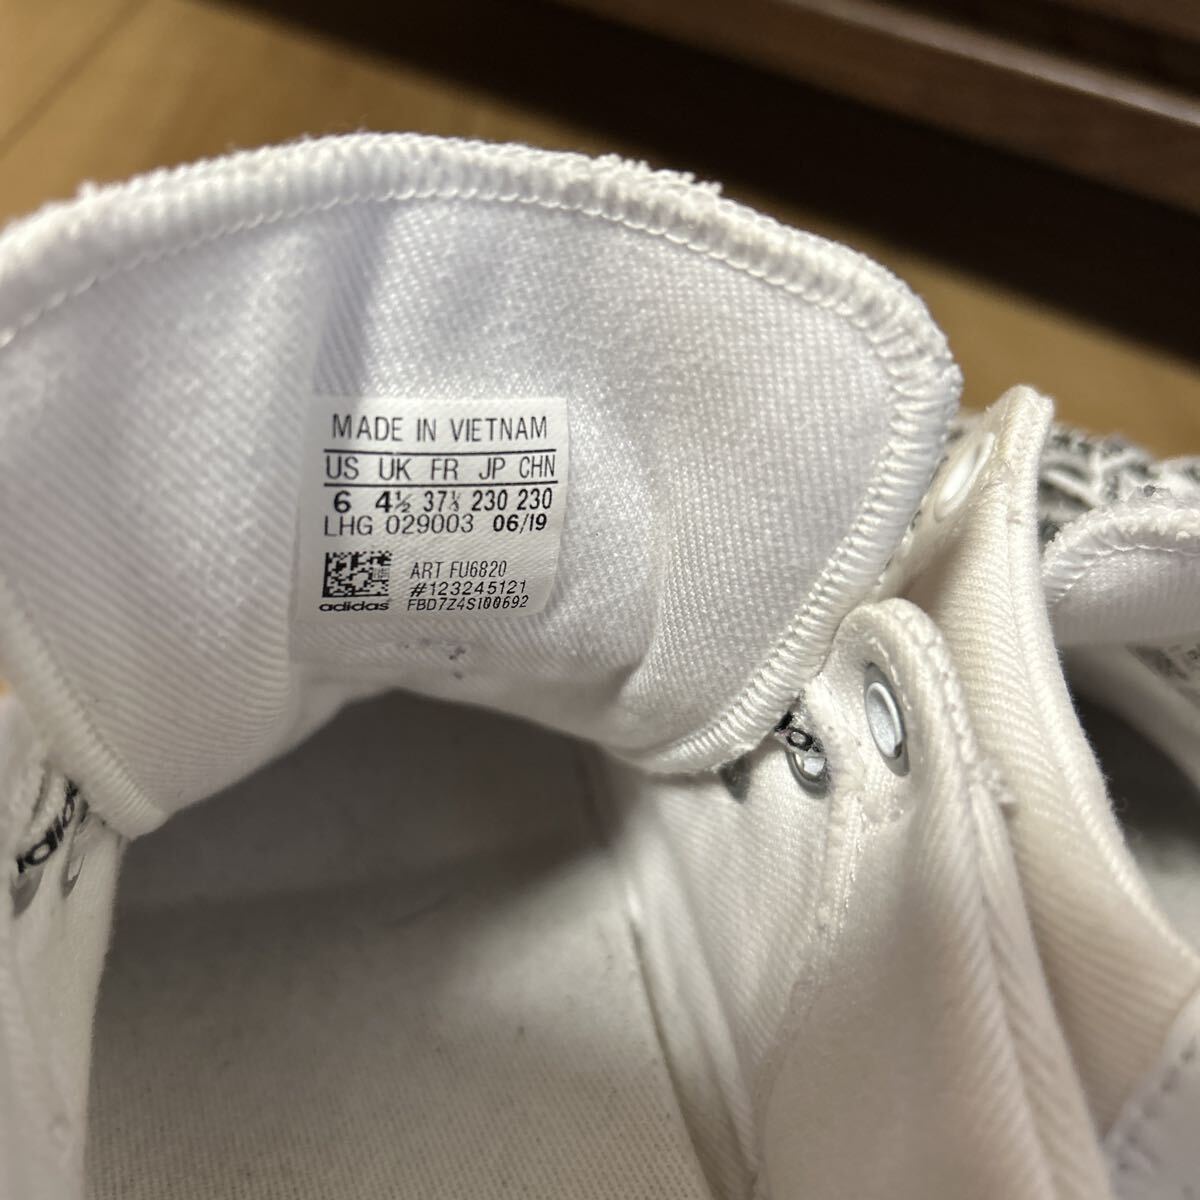 MADE IN VIETNAM
US UK FR JP CHN
6 4½ 37⅓ 230 230
LHG 029003 06/19
ART FU6820
#123245121
adidas FBD7Z4S100692